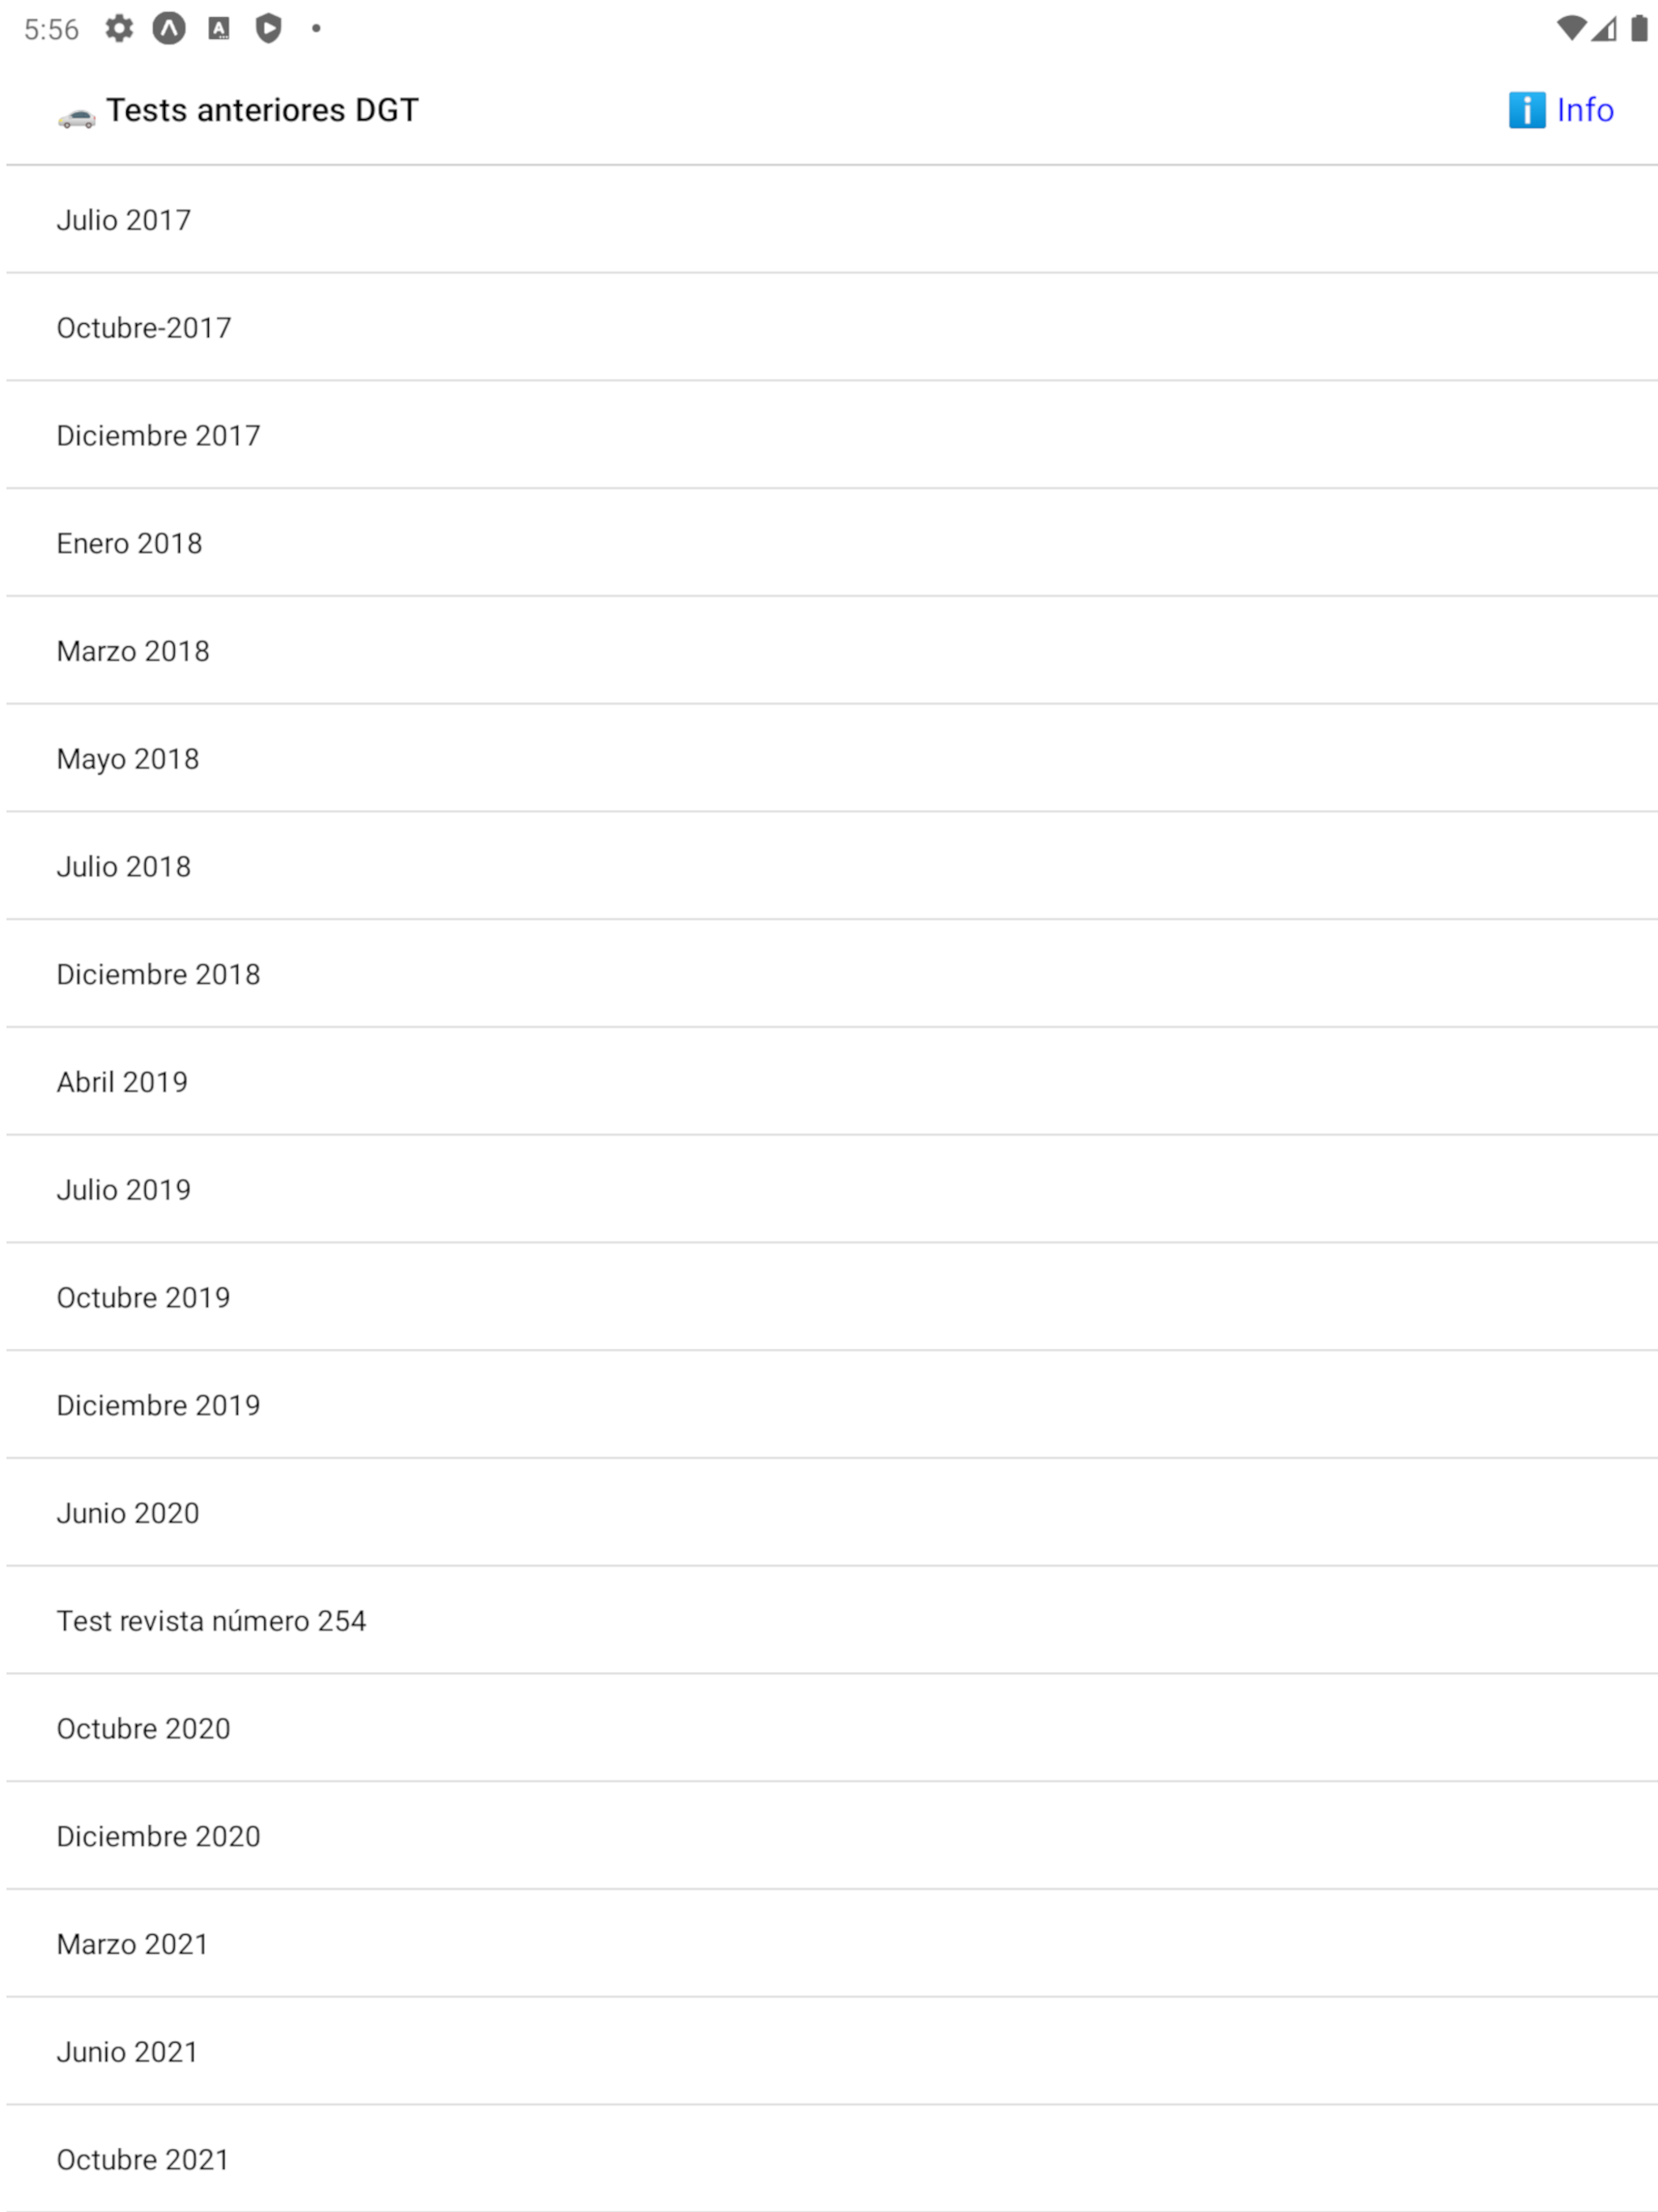 5:56
Tests anteriores DGT
Info
Julio 2017
Octubre-2017
Diciembre 2017
Enero 2018
Marzo 2018
Mayo 2018
Julio 2018
Diciembre 2018
Abril 2019
Julio 2019
Octubre 2019
Diciembre 2019
Junio 2020
Test revista número 254
Octubre 2020
Diciembre 2020
Marzo 2021
Junio 2021
Octubre 2021